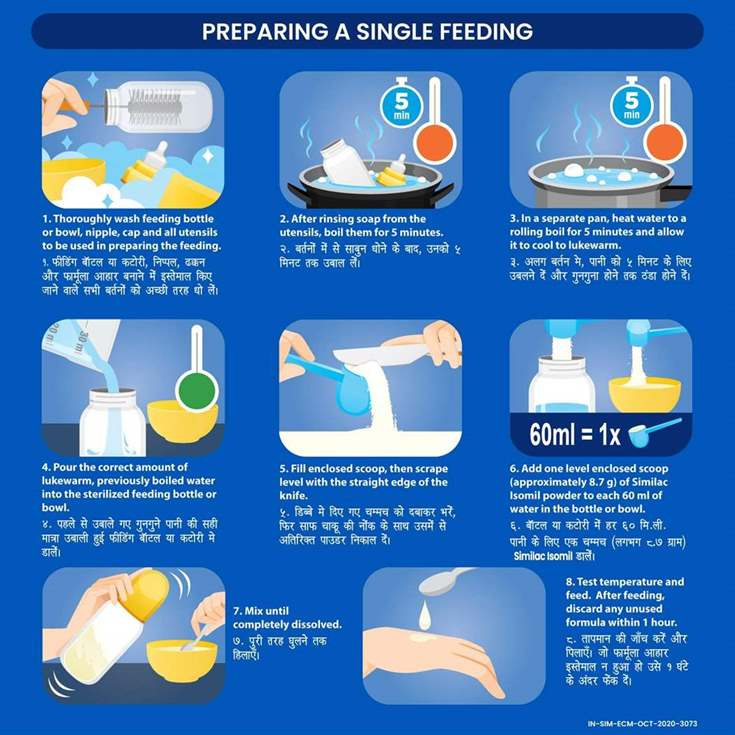 PREPARING A SINGLE FEEDING
5
min
5
min
1. Thoroughly wash feeding bottle
or bowl, nipple, cap and all utensils
to be used in preparing the feeding.
१. फीडिंग बॉटल या कटोरी, निप्पल, ढक्कन
और फार्मूला आहार बनाने में इस्तेमाल किए
जाने वाले सभी बर्तनों को अच्छी तरह धो लें।
2. After rinsing soap from the
utensils, boil them for 5 minutes.
२. बर्तनों में से साबुन धोने के बाद, उनको ५
मिनट तक उबाल लें।
3. In a separate pan, heat water to a
rolling boil for 5 minutes and allow
it to cool to lukewarm.
३. अलग बर्तन मे, पानी को ५ मिनट के लिए
उबलने दें और गुनगुना होने तक ठंडा होने दें।
20 ml
30 ml
60ml = 1x
4. Pour the correct amount of
lukewarm, previously boiled water
into the sterilized feeding bottle or
bowl.
४. पहले से उबाले गए गुनगुने पानी की सही
मात्रा उबाली हुई फीडिंग बॉटल या कटोरी मे
डालें।
5. Fill enclosed scoop, then scrape
level with the straight edge of the
knife.
५. डिब्बे मे दिए गए चम्मच को दबाकर भरें,
फिर साफ चाकू की नोंक के साथ उसमें से
अतिरिक्त पाउडर निकाल दें।
6. Add one level enclosed scoop
(approximately 8.7 g) of Similac
Isomil powder to each 60 ml of
water in the bottle or bowl.
६. बॉटल या कटोरी में हर ६० मि.ली.
पानी के लिए एक चम्मच (लगभग ८.७ ग्राम)
Similac Isomil डालें।
7. Mix until
completely dissolved.
७. पुरी तरह घुलने तक
हिलाएँ।
8. Test temperature and
feed. After feeding,
discard any unused
formula within 1 hour.
८. तापमान की जाँच करें और
पिलाएँ। जो फार्मूला आहार
इस्तेमाल न हुआ हो उसे १ घंटे
के अंदर फेंक दें।
IN-SIM-ECM-OCT-2020-3073